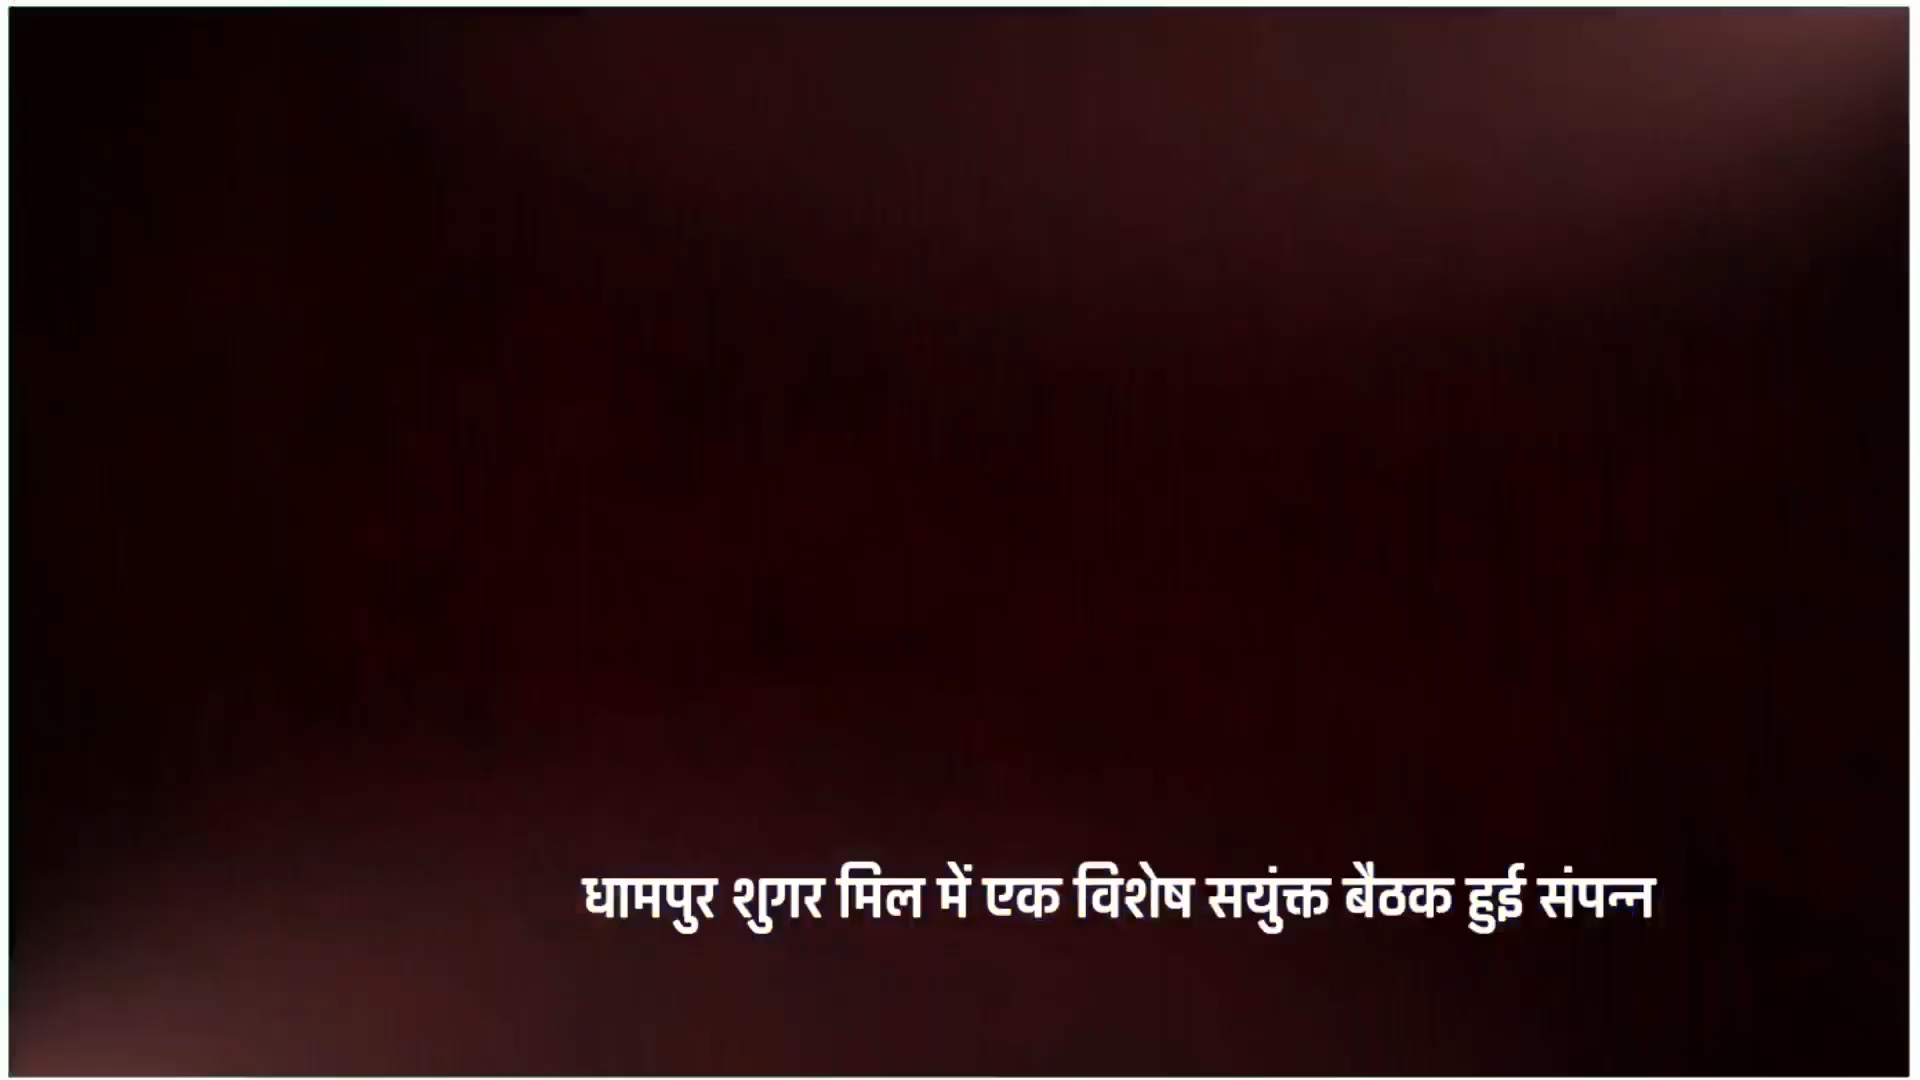 धामपुर शुगर मिल में एक विशेष सयुंक्त बैठक हुई संपन्न